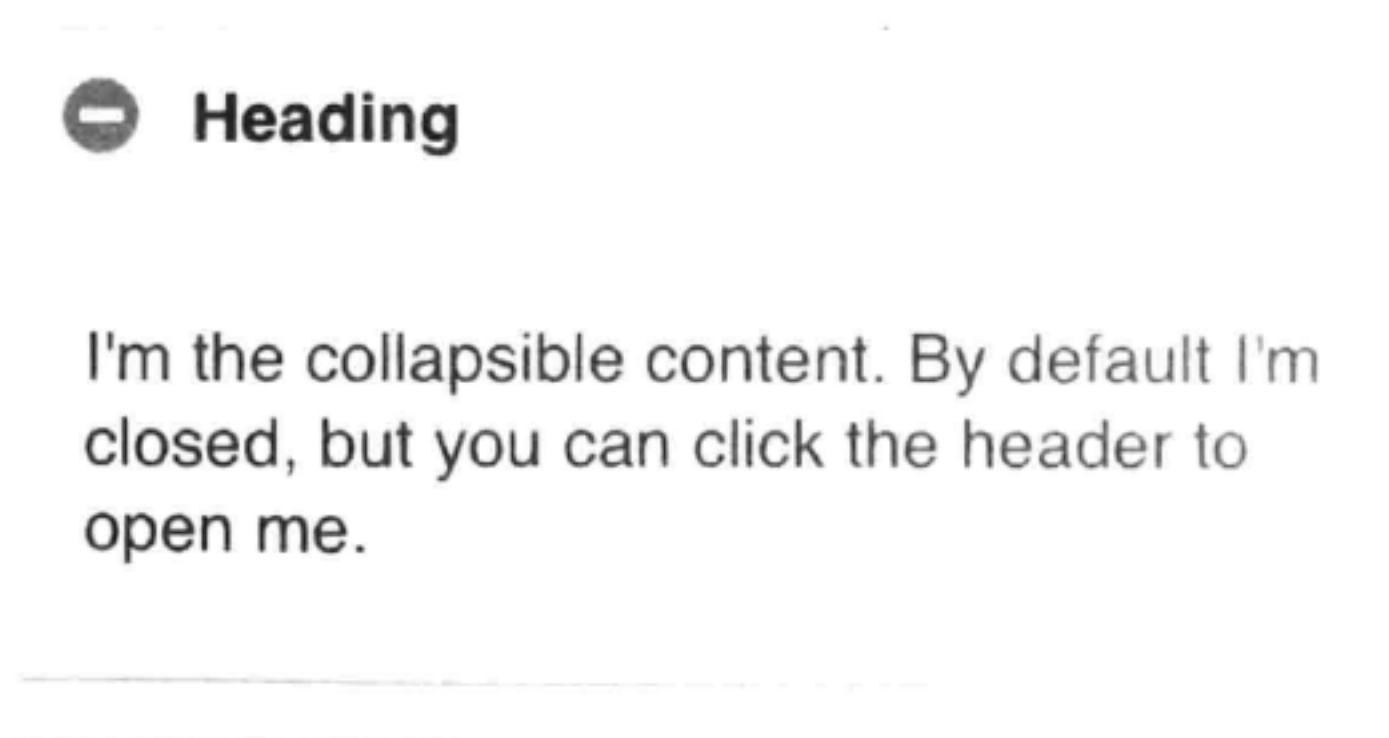 Heading
I'm the collapsible content. By default I'm
closed, but you can click the header to
open me.